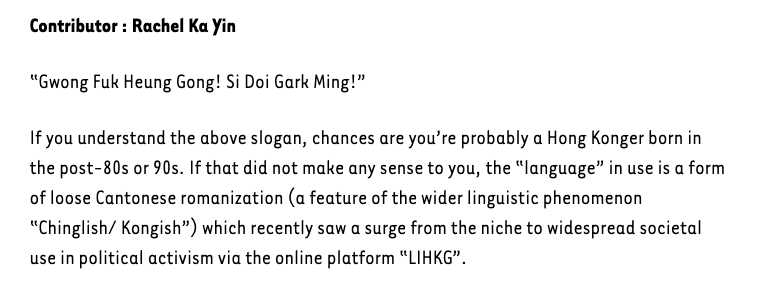 Contributor : Rachel Ka Yin
“Gwong Fuk Heung Gong! Si Doi Gark Ming!”
If you understand the above slogan, chances are you’re probably a Hong Konger born in
the post-80s or 90s. If that did not make any sense to you, the “language” in use is a form
of loose Cantonese romanization (a feature of the wider linguistic phenomenon
“Chinglish/ Kongish”) which recently saw a surge from the niche to widespread societal
use in political activism via the online platform “LIHKG”.